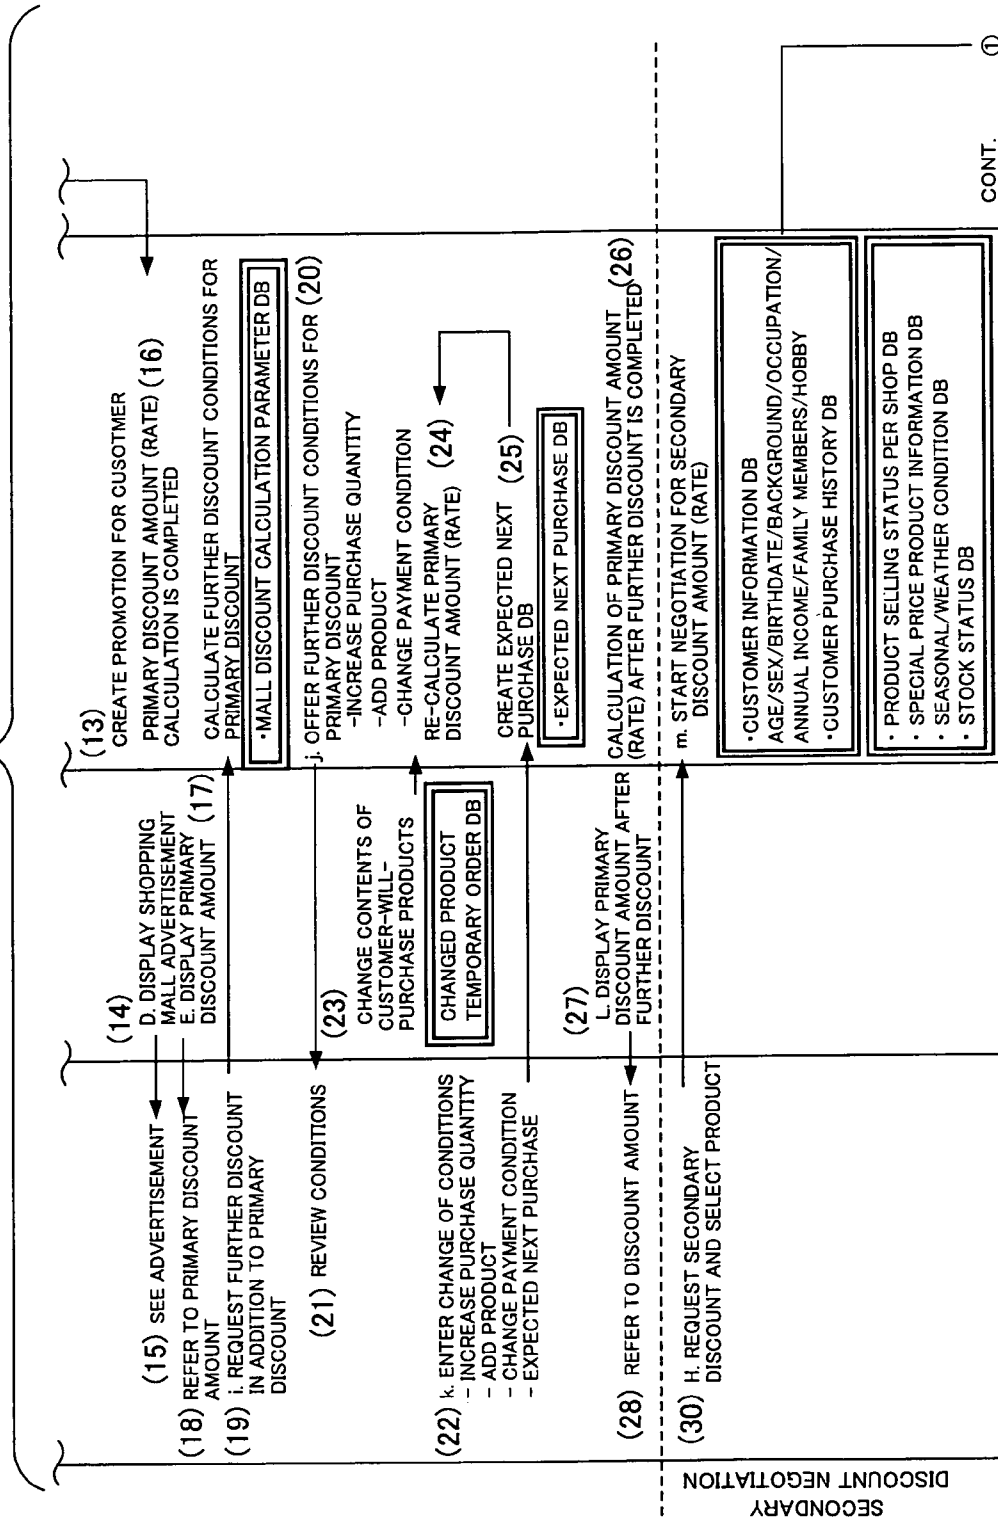 (13)
CREATE PROMOTION FOR CUSOTMER
(14)
D. DISPLAY SHOPPING
MALL ADVERTISEMENT
(15) SEE ADVERTISEMENT
PRIMARY DISCOUNT AMOUNT (RATE) (16)
CALCULATION IS COMPLETED
E. DISPLAY PRIMARY
DISCOUNT AMOUNT (17)
(18) REFER TO PRIMARY DISCOUNT
AMOUNT
(19) i. REQUEST FURTHER DISCOUNT
IN ADDITION TO PRIMARY
DISCOUNT
CALCULATE FURTHER DISCOUNT CONDITIONS FOR
PRIMARY DISCOUNT
・MALL DISCOUNT CALCULATION PARAMETER DB
j. OFFER FURTHER DISCOUNT CONDITIONS FOR (20)
PRIMARY DISCOUNT
-INCREASE PURCHASE QUANTITY
-ADD PRODUCT
-CHANGE PAYMENT CONDITION
(21) REVIEW CONDITIONS
(22) k. ENTER CHANGE OF CONDITIONS
- INCREASE PURCHASE QUANTITY
- ADD PRODUCT
- CHANGE PAYMENT CONDITION
- EXPECTED NEXT PURCHASE
(23)
CHANGE CONTENTS OF
CUSTOMER-WILL-
PURCHASE PRODUCTS
CHANGED PRODUCT
TEMPORARY ORDER DB
RE-CALCULATE PRIMARY
DISCOUNT AMOUNT (RATE) (24)
CREATE EXPECTED NEXT
PURCHASE DB (25)
・EXPECTED NEXT PURCHASE DB
CALCULATION OF PRIMARY DISCOUNT AMOUNT (26)
(RATE) AFTER FURTHER DISCOUNT IS COMPLETED
(27)
L. DISPLAY PRIMARY
DISCOUNT AMOUNT AFTER
FURTHER DISCOUNT
(28) REFER TO DISCOUNT AMOUNT
SECONDARY
DISCOUNT NEGOTIATION
(30) H. REQUEST SECONDARY
DISCOUNT AND SELECT PRODUCT
m. START NEGOTIATION FOR SECONDARY
DISCOUNT AMOUNT (RATE)
・CUSTOMER INFORMATION DB
AGE/SEX/BIRTHDATE/BACKGROUND/OCCUPATION/
ANNUAL INCOME/FAMILY MEMBERS/HOBBY
・CUSTOMER PURCHASE HISTORY DB
・PRODUCT SELLING STATUS PER SHOP DB
・SPECIAL PRICE PRODUCT INFORMATION DB
・SEASONAL/WEATHER CONDITION DB
・STOCK STATUS DB
CONT. ①